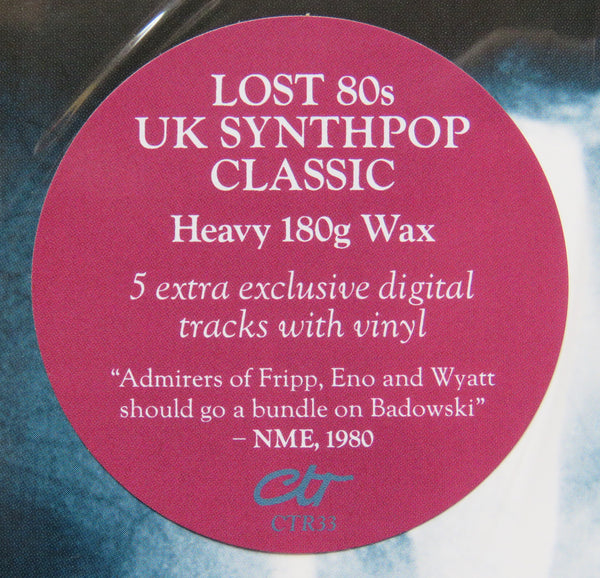 LOST 80s
UK SYNTHPOP
CLASSIC
Heavy 180g Wax
5 extra exclusive digital
tracks with vinyl
“Admirers of Fripp, Eno and Wyatt
should go a bundle on Badowski”
– NME, 1980
Ctr
CTR33